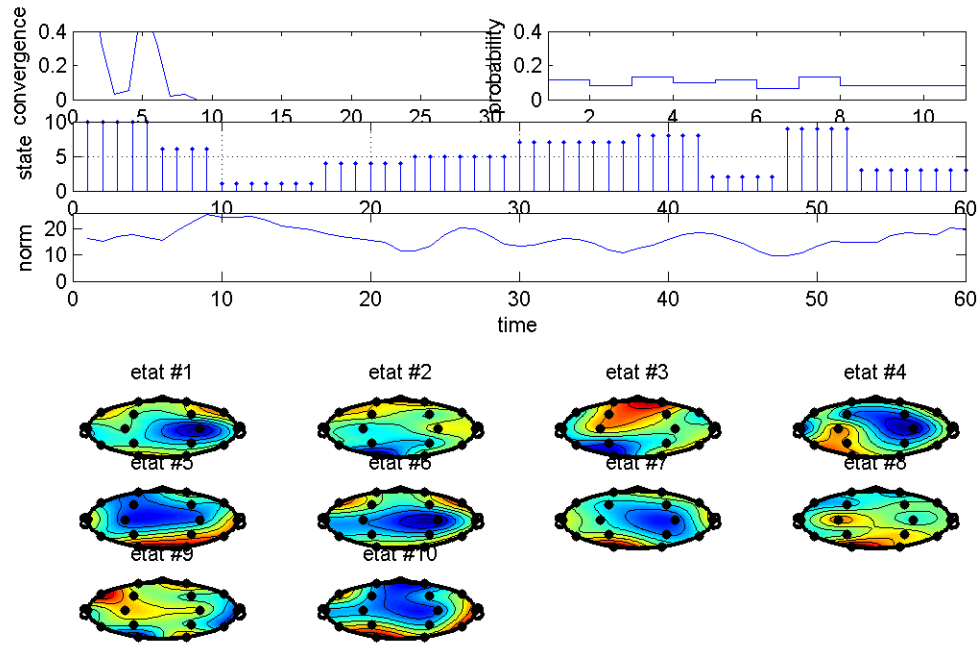 convergence
0.4
0.2
0
0 5 10 15 20 25 30
probability
0.4
0.2
0
2 4 6 8 10
state
10
5
0
0 10 20 30 40 50 60
norm
20
10
0
0 10 20 30 40 50 60
time
etat #1 etat #2 etat #3 etat #4
etat #5 etat #6 etat #7 etat #8
etat #9 etat #10